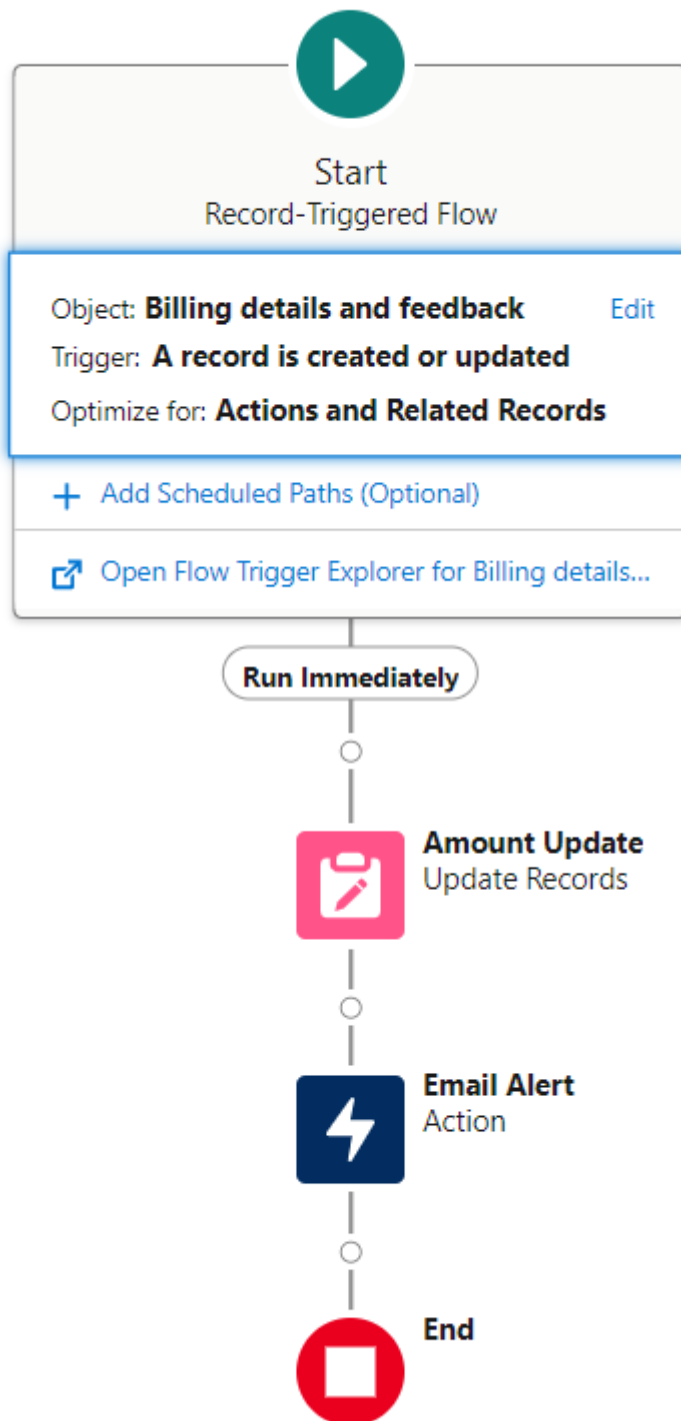 Start
Record-Triggered Flow
Object: Billing details and feedback Edit
Trigger: A record is created or updated
Optimize for: Actions and Related Records
Add Scheduled Paths (Optional)
Open Flow Trigger Explorer for Billing details...
Run Immediately
Amount Update
Update Records
Email Alert
Action
End